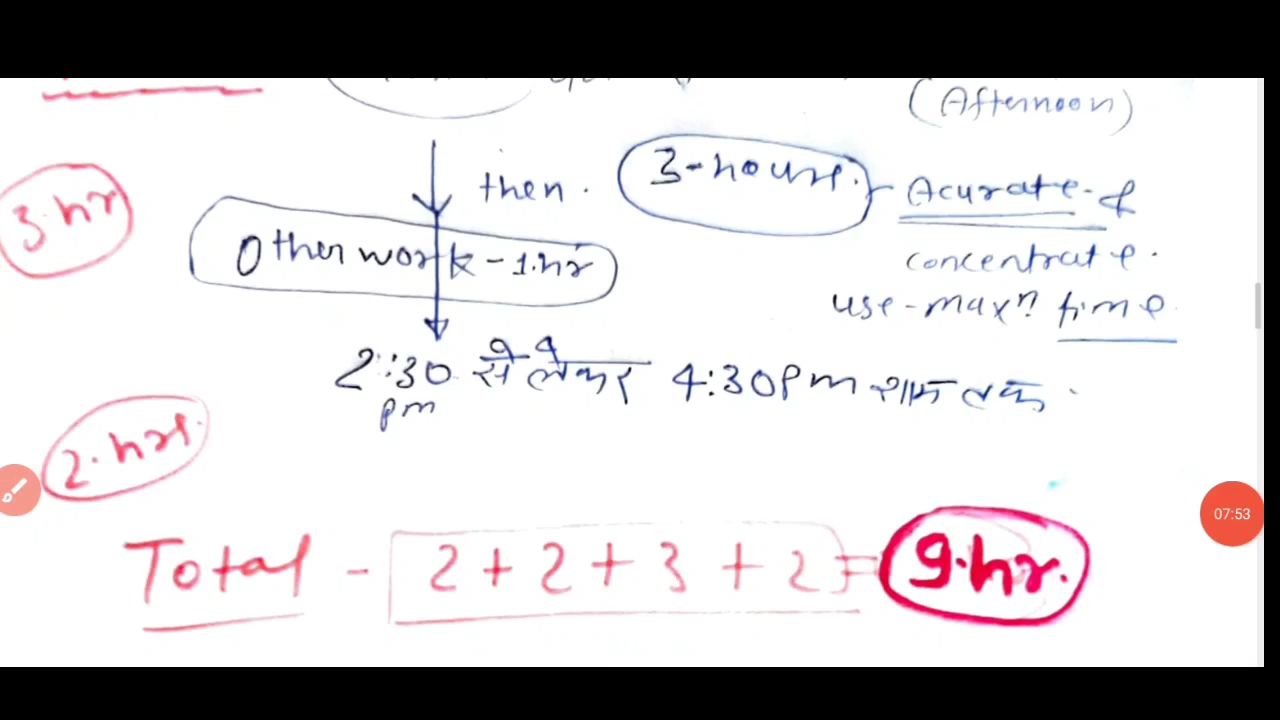 (Afternoon)
3-hours.- Acurate-&
3.hr
then.
Other work - 1.hr
concentrate.
use-maxⁿ time
2:30 से लेकर 4:30pm शाम तक.
pm
2.hrs.
07:53
Total - 2+2+3+2 = 9.hr.